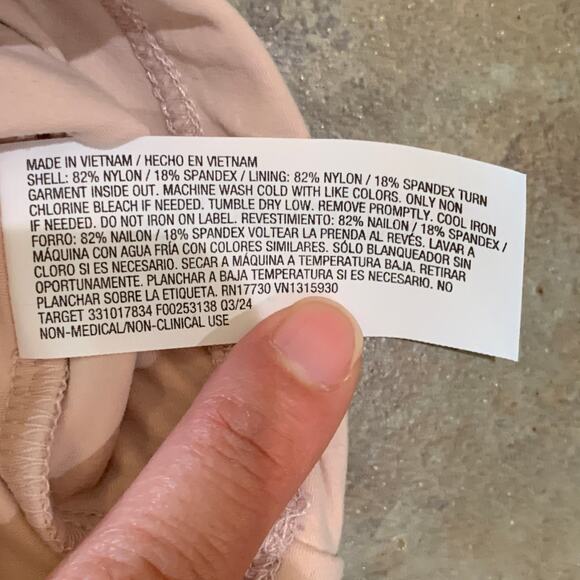 MADE IN VIETNAM / HECHO EN VIETNAM
SHELL: 82% NYLON / 18% SPANDEX / LINING: 82% NYLON / 18% SPANDEX TURN
GARMENT INSIDE OUT. MACHINE WASH COLD WITH LIKE COLORS. ONLY NON
CHLORINE BLEACH IF NEEDED. TUMBLE DRY LOW. REMOVE PROMPTLY. COOL IRON
IF NEEDED. DO NOT IRON ON LABEL. REVESTIMIENTO: 82% NAILON / 18% SPANDEX /
FORRO: 82% NAILON / 18% SPANDEX VOLTEAR LA PRENDA AL REVÉS. LAVAR A
MÁQUINA CON AGUA FRÍA CON COLORES SIMILARES. SÓLO BLANQUEADOR SIN
CLORO SI ES NECESARIO. SECAR A MÁQUINA A TEMPERATURA BAJA. RETIRAR
OPORTUNAMENTE. PLANCHAR A BAJA TEMPERATURA SI ES NECESARIO. NO
PLANCHAR SOBRE LA ETIQUETA. RN17730 VN1315930
TARGET 331017834 F00253138 Q3/24
NON-MEDICAL/NON-CLINICAL USE